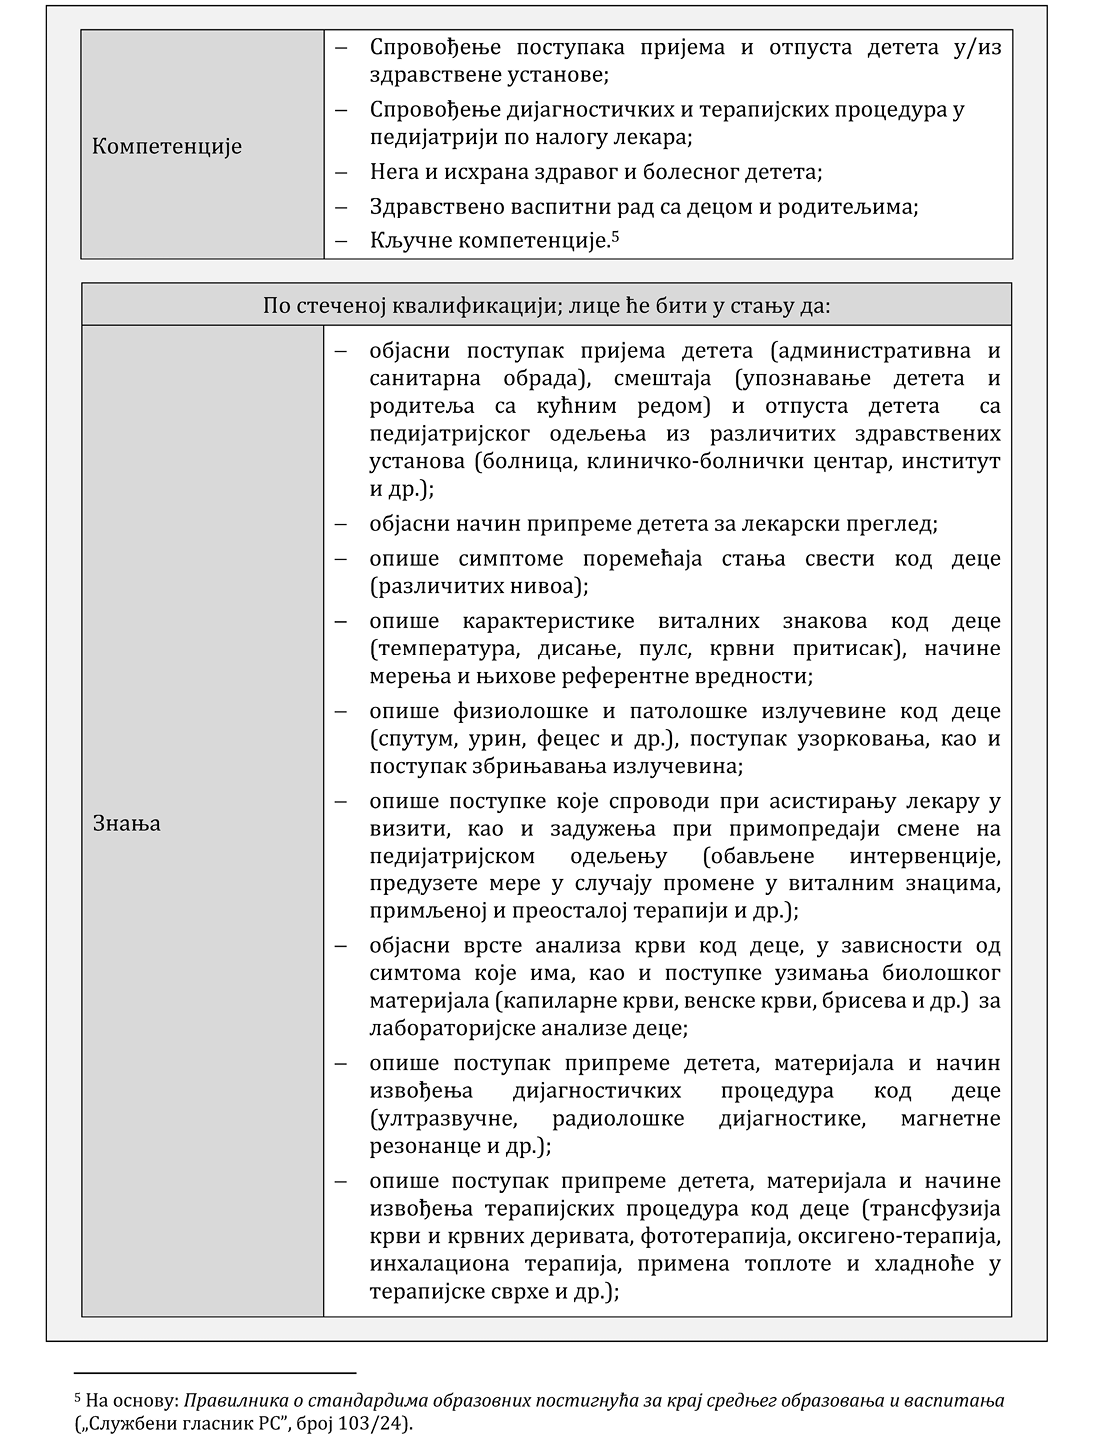 Компетенције
– Спровођење поступака пријема и отпуста детета у/из
здравствене установе;
– Спровођење дијагностичких и терапијских процедура у
педијатрији по налогу лекара;
– Нега и исхрана здравог и болесног детета;
– Здравствено васпитни рад са децом и родитељима;
– Кључне компетенције.⁵
По стеченој квалификацији; лице ће бити у стању да:
Знања
– објасни поступак пријема детета (административна и
санитарна обрада), смештаја (упознавање детета и
родитеља са кућним редом) и отпуста детета са
педијатријског одељења из различитих здравствених
установа (болница, клиничко-болнички центар, институт
и др.);
– објасни начин припреме детета за лекарски преглед;
– опише симптоме поремећаја стања свести код деце
(различитих нивоа);
– опише карактеристике виталних знакова код деце
(температура, дисање, пулс, крвни притисак), начине
мерења и њихове референтне вредности;
– опише физиолошке и патолошке излучевине код деце
(спутум, урин, фецес и др.), поступак узорковања, као и
поступак збрињавања излучевина;
– опише поступке које спроводи при асистирању лекару у
визити, као и задужења при примопредаји смене на
педијатријском одељењу (обављене интервенције,
предузете мере у случају промене у виталним знацима,
примљеној и преосталој терапији и др.);
– објасни врсте анализа крви код деце, у зависности од
симтома које има, као и поступке узимања биолошког
материјала (капиларне крви, венске крви, брисева и др.) за
лабораторијске анализе деце;
– опише поступак припреме детета, материјала и начин
извођења дијагностичких процедура код деце
(ултразвучне, радиолошке дијагностике, магнетне
резонанце и др.);
– опише поступак припреме детета, материјала и начине
извођења терапијских процедура код деце (трансфузија
крви и крвних деривата, фототерапија, оксигено-терапија,
инхалациона терапија, примена топлоте и хладноће у
терапијске сврхе и др.);
⁵ На основу: Правилника о стандардима образовних постигнућа за крај средњег образовања и васпитања
(„Службени гласник РС”, број 103/24).